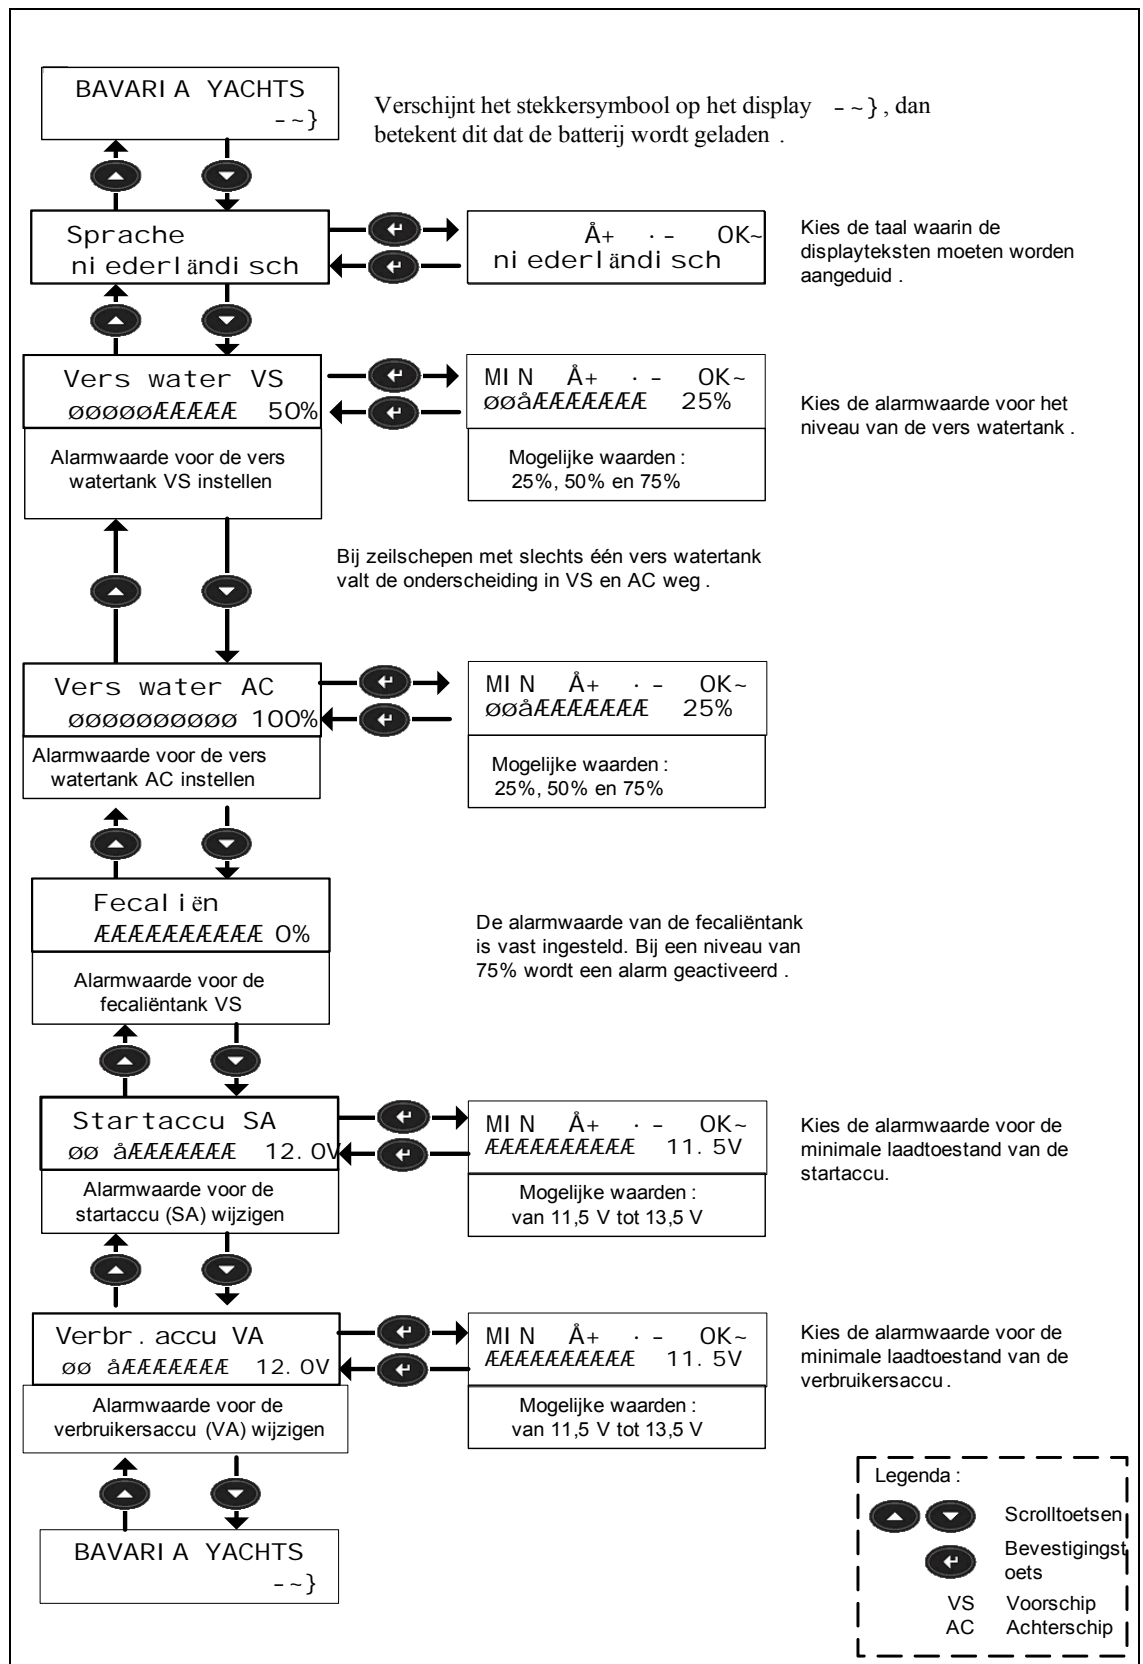 BAVARIA YACHTS
-~}
Verschijnt het stekkersymbool op het display -~}, dan
betekent dit dat de batterij wordt geladen .
Sprache
niederländisch
Å+ ·- OK~
niederländisch
Kies de taal waarin de
displayteksten moeten worden
aangeduid .
Vers water VS
øøøøøÆÆÆÆÆ 50%
Alarmwaarde voor de vers
watertank VS instellen
MIN Å+ ·- OK~
øøåÆÆÆÆÆÆÆ 25%
Mogelijke waarden :
25%, 50% en 75%
Kies de alarmwaarde voor het
niveau van de vers watertank .
Bij zeilschepen met slechts één vers watertank
valt de onderscheiding in VS en AC weg .
Vers water AC
øøøøøøøøøø 100%
Alarmwaarde voor de vers
watertank AC instellen
MIN Å+ ·- OK~
øøåÆÆÆÆÆÆÆ 25%
Mogelijke waarden :
25%, 50% en 75%
Fecaliën
ÆÆÆÆÆÆÆÆÆÆ 0%
Alarmwaarde voor de
fecaliëntank VS
De alarmwaarde van de fecaliëntank
is vast ingesteld. Bij een niveau van
75% wordt een alarm geactiveerd .
Startaccu SA
øø åÆÆÆÆÆÆÆ 12.0V
Alarmwaarde voor de
startaccu (SA) wijzigen
MIN Å+ ·- OK~
ÆÆÆÆÆÆÆÆÆÆ 11.5V
Mogelijke waarden :
van 11,5 V tot 13,5 V
Kies de alarmwaarde voor de
minimale laadtoestand van de
startaccu.
Verbr.accu VA
øø åÆÆÆÆÆÆÆ 12.0V
Alarmwaarde voor de
verbruikersaccu (VA) wijzigen
MIN Å+ ·- OK~
ÆÆÆÆÆÆÆÆÆÆ 11.5V
Mogelijke waarden :
van 11,5 V tot 13,5 V
Kies de alarmwaarde voor de
minimale laadtoestand van de
verbruikersaccu .
BAVARIA YACHTS
-~}
Legenda :
Scrolltoetsen
Bevestigingst
oets
VS Voorschip
AC Achterschip